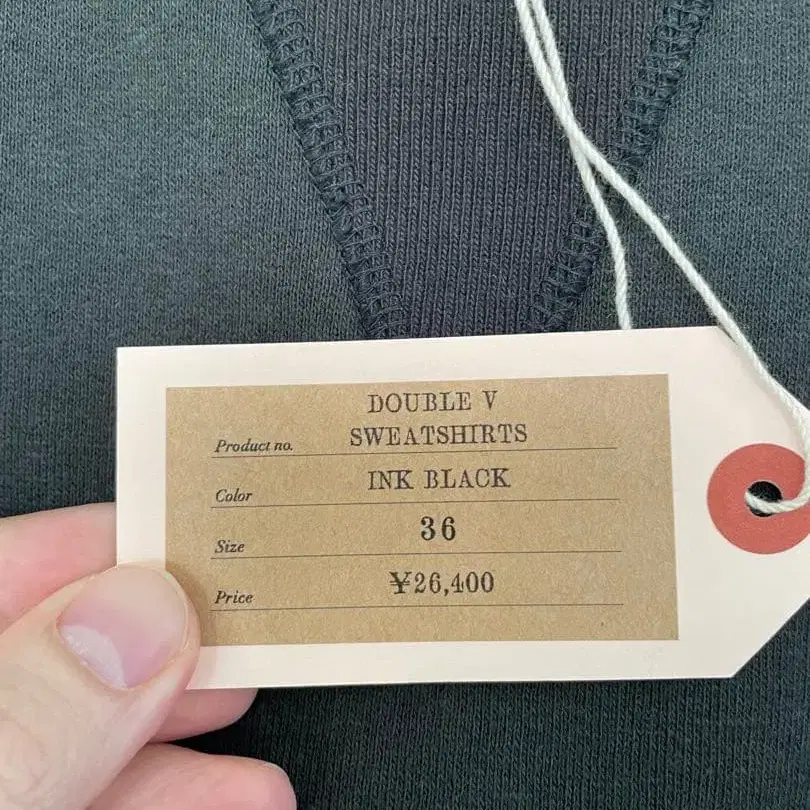 DOUBLE V
Product no. SWEATSHIRTS
Color INK BLACK
Size 36
Price ¥26,400